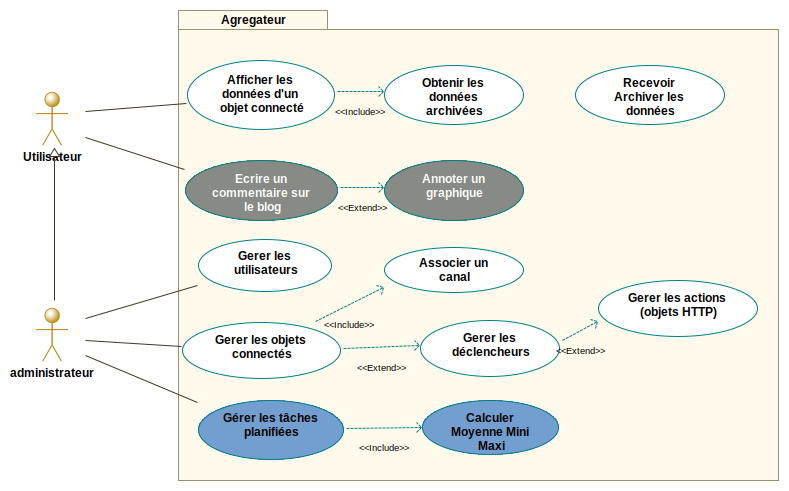 Agregateur
Afficher les
données d'un
objet connecté
<<Include>>
Obtenir les
données
archivées
Recevoir
Archiver les
données
Utilisateur
Ecrire un
commentaire sur
le blog
<<Extend>>
Annoter un
graphique
Gerer les
utilisateurs
Associer un
canal
<<Include>>
Gerer les actions
(objets HTTP)
administrateur
Gerer les objets
connectés
<<Extend>>
Gerer les
déclencheurs
<<Extend>>
Gérer les tâches
planifiées
<<Include>>
Calculer
Moyenne Mini
Maxi